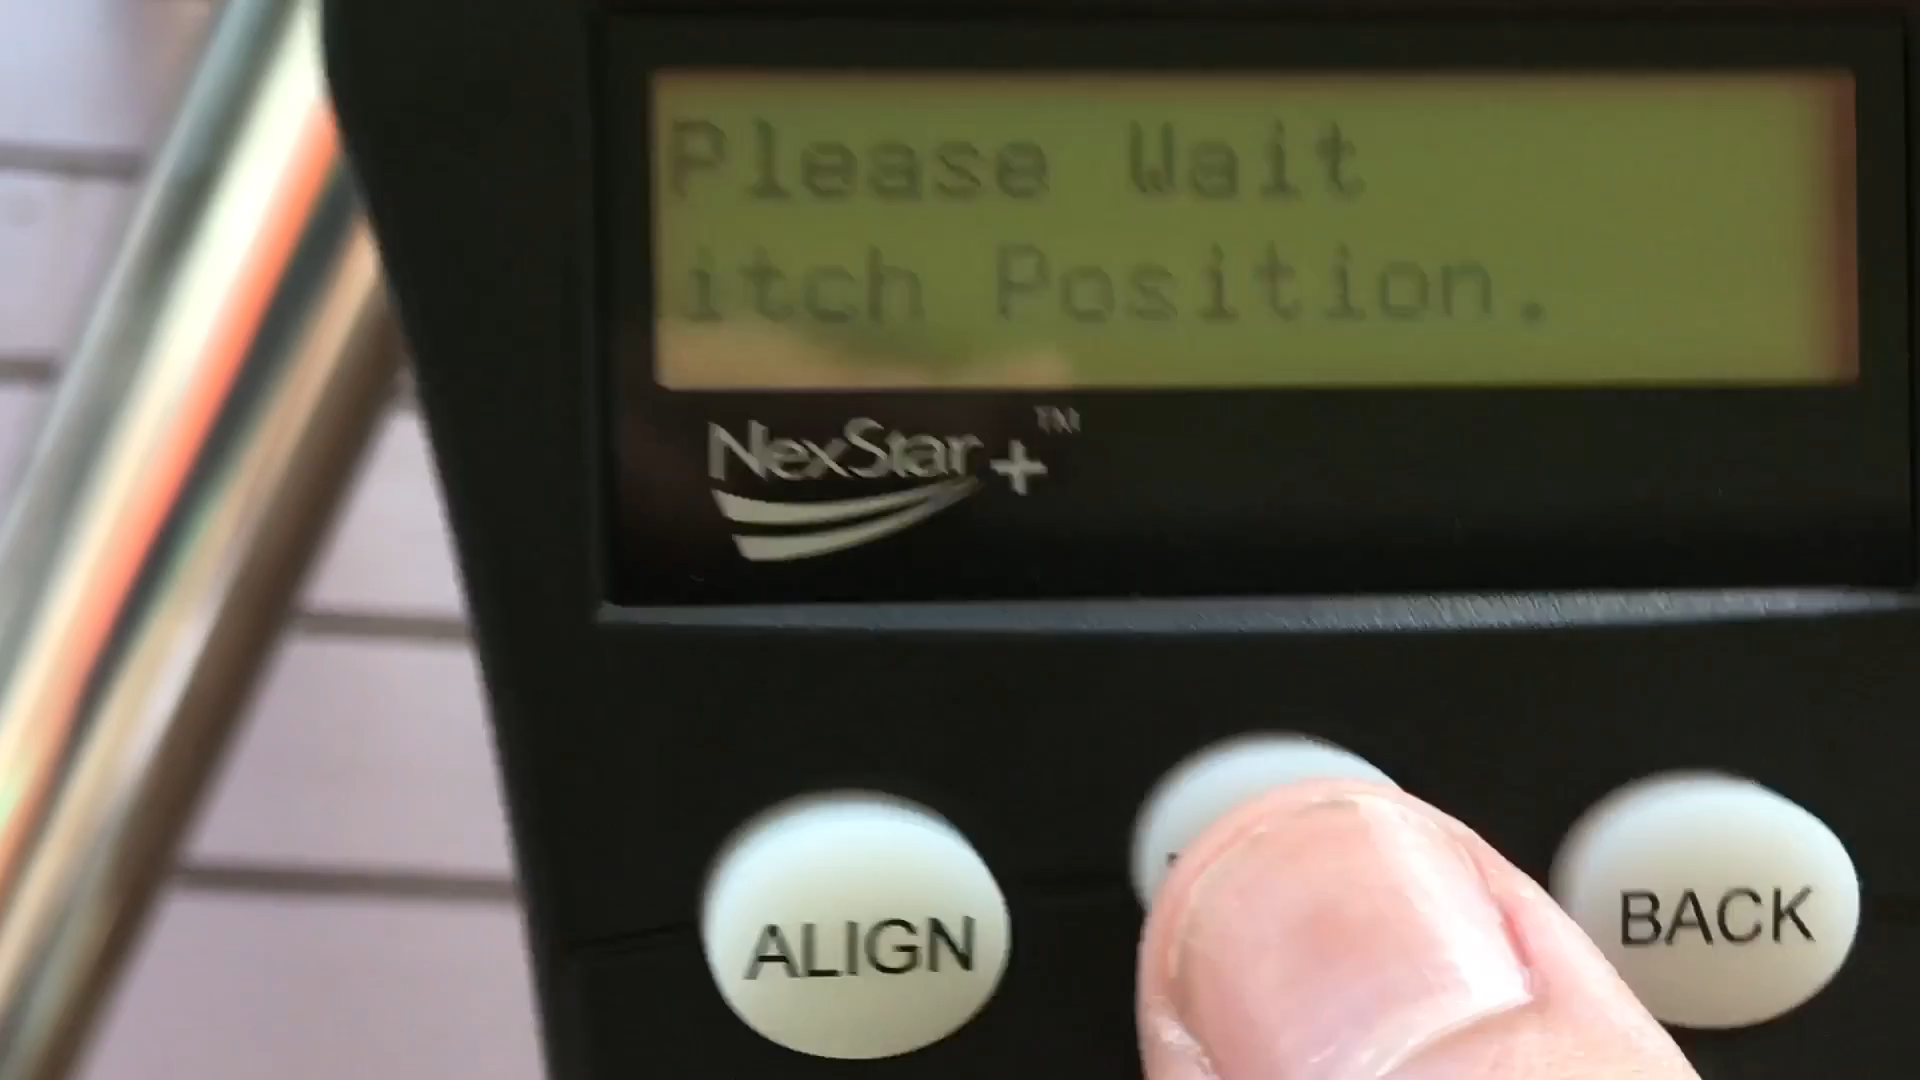 Please Wait
itch Position.
NexStar +™
ALIGN
BACK